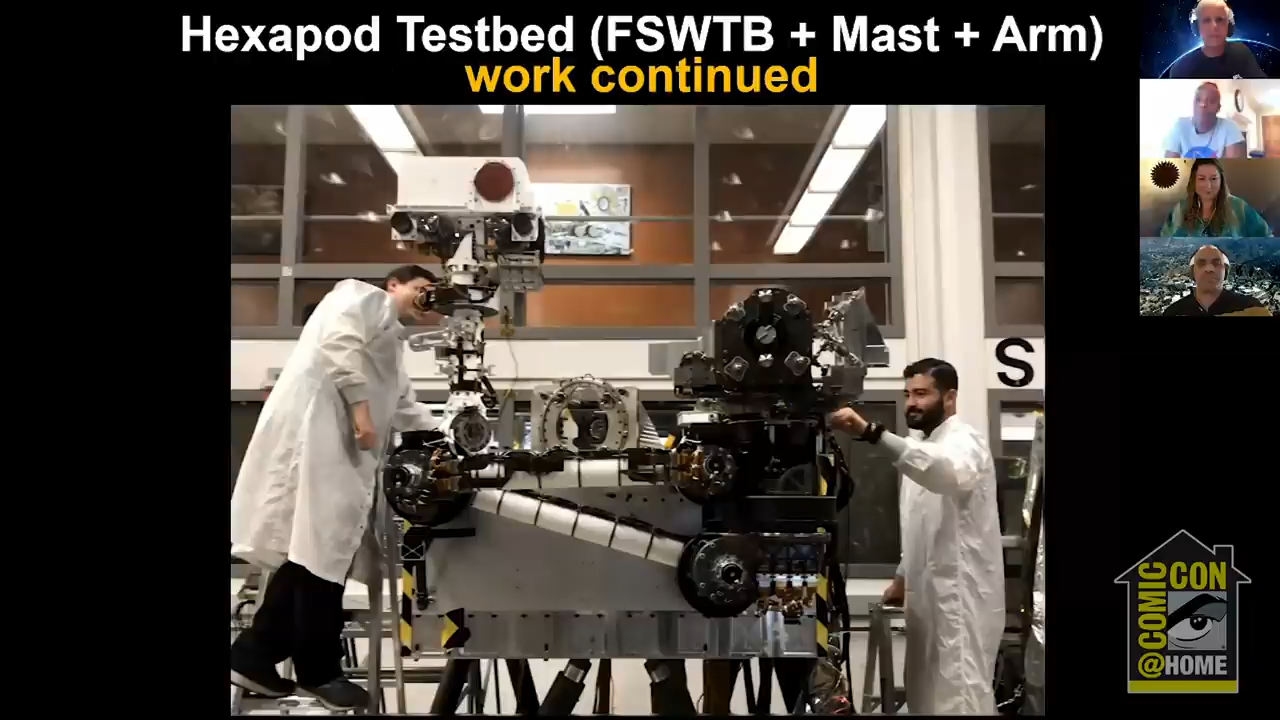 Hexapod Testbed (FSWTB + Mast + Arm)
work continued
S
COMIC
CON
@HOME